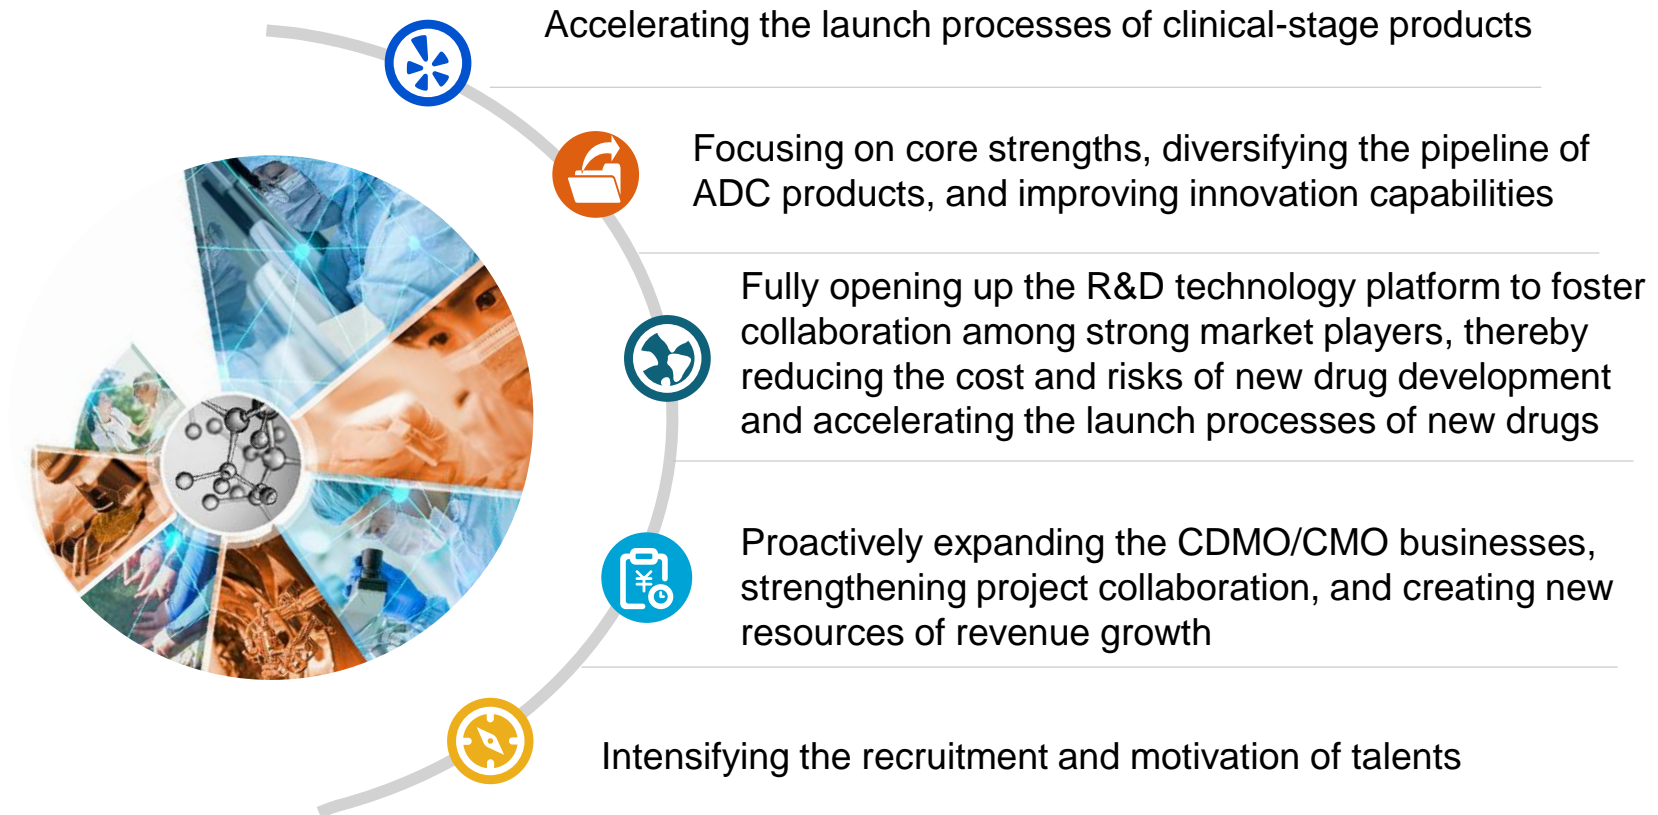 Accelerating the launch processes of clinical-stage products
Focusing on core strengths, diversifying the pipeline of
ADC products, and improving innovation capabilities
Fully opening up the R&D technology platform to foster
collaboration among strong market players, thereby
reducing the cost and risks of new drug development
and accelerating the launch processes of new drugs
¥
Proactively expanding the CDMO/CMO businesses,
strengthening project collaboration, and creating new
resources of revenue growth
Intensifying the recruitment and motivation of talents